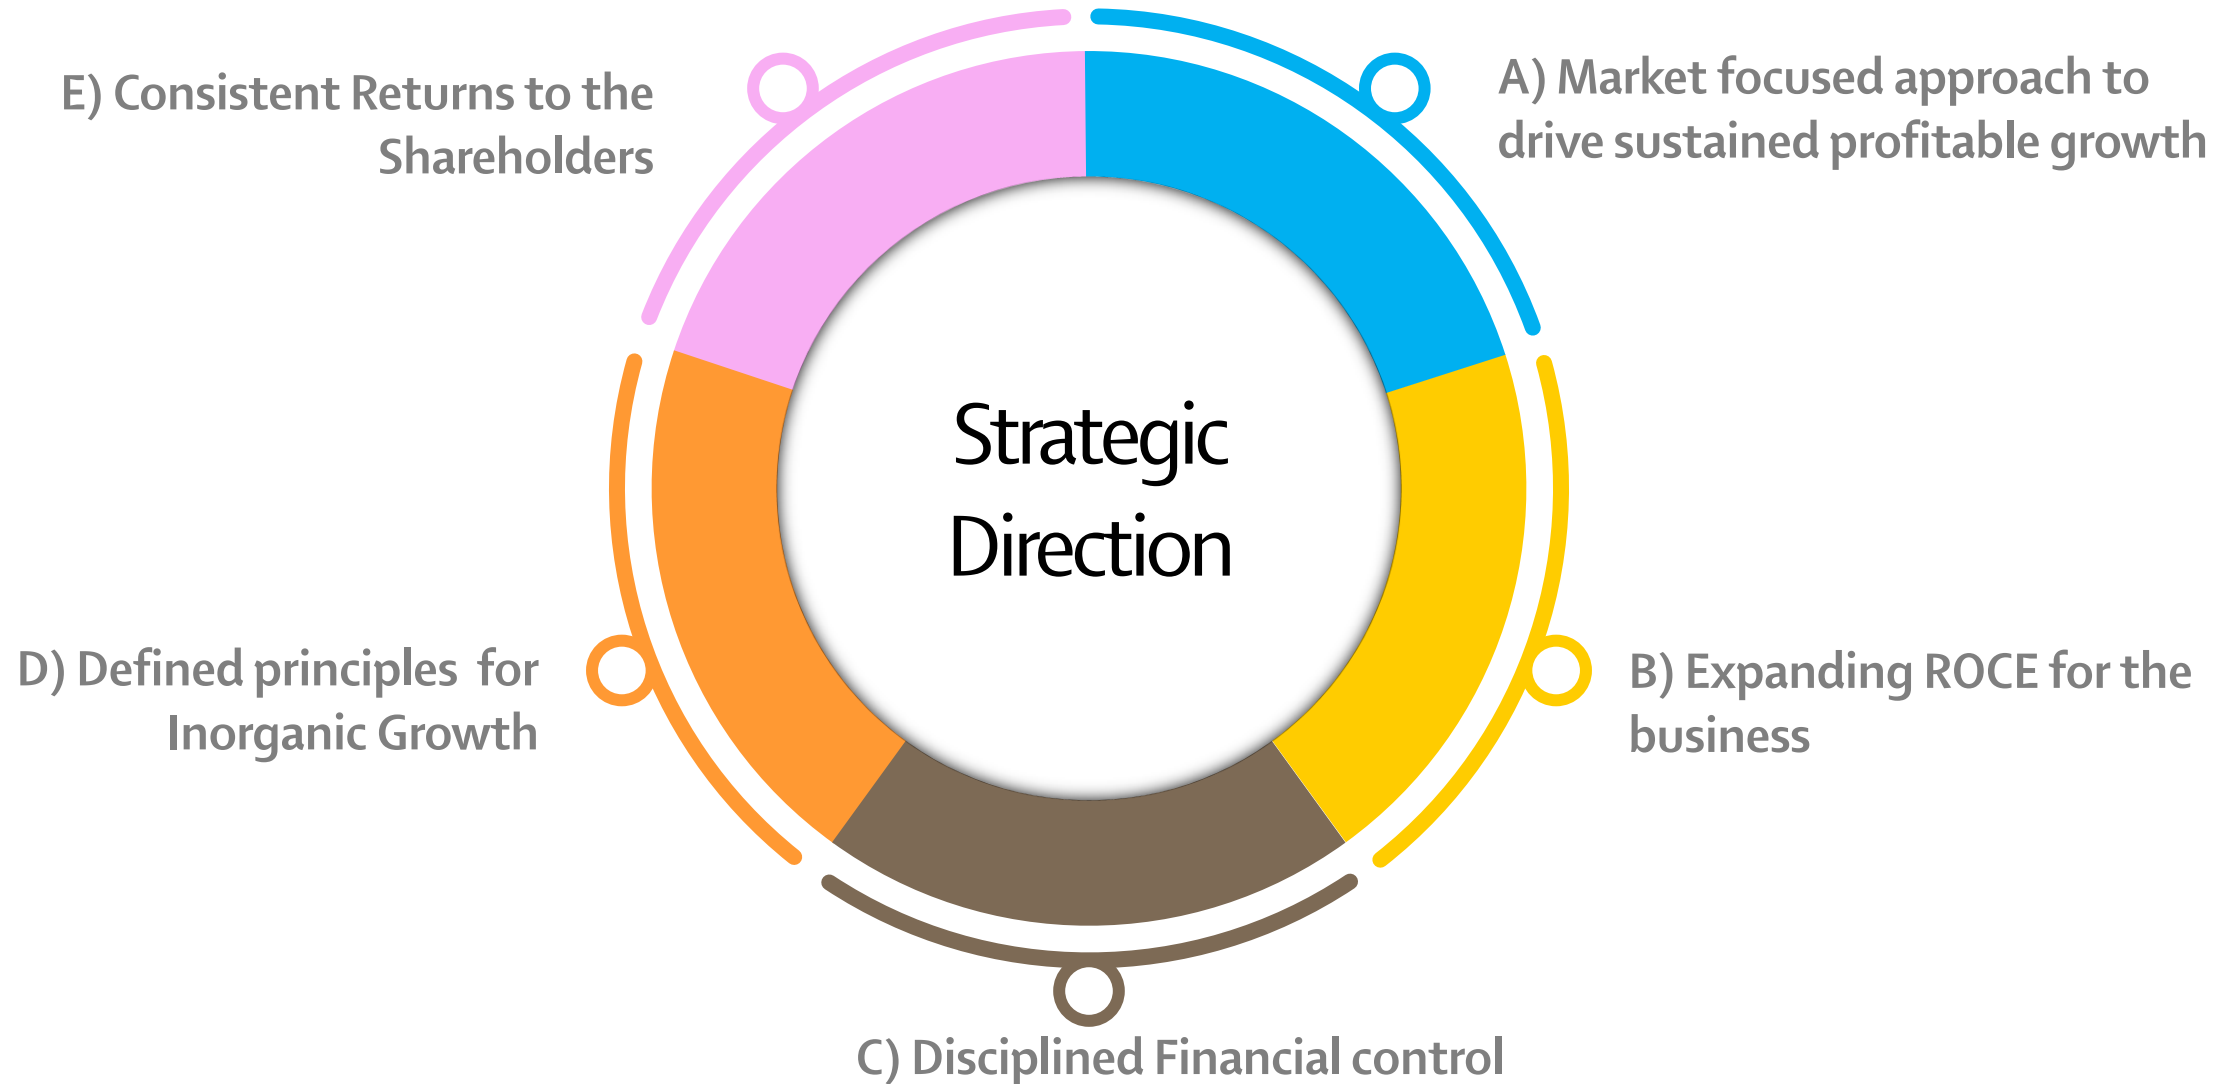 E) Consistent Returns to the
Shareholders
A) Market focused approach to
drive sustained profitable growth
Strategic
Direction
D) Defined principles  for
Inorganic Growth
B) Expanding ROCE for the
business
C) Disciplined Financial control